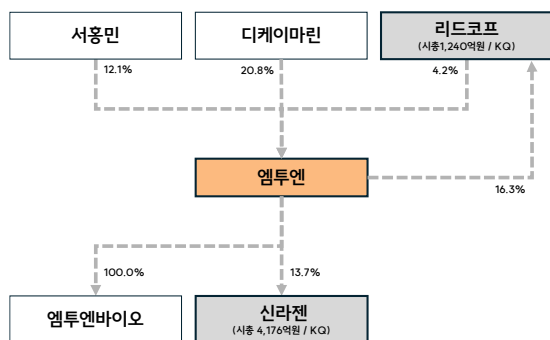 서홍민
디케이마린
리드코프
(시총1,240억원 / KQ)
12.1%
20.8%
4.2%
엠투엔
16.3%
100.0%
13.7%
엠투엔바이오
신라젠
(시총 4,176억원 / KQ)